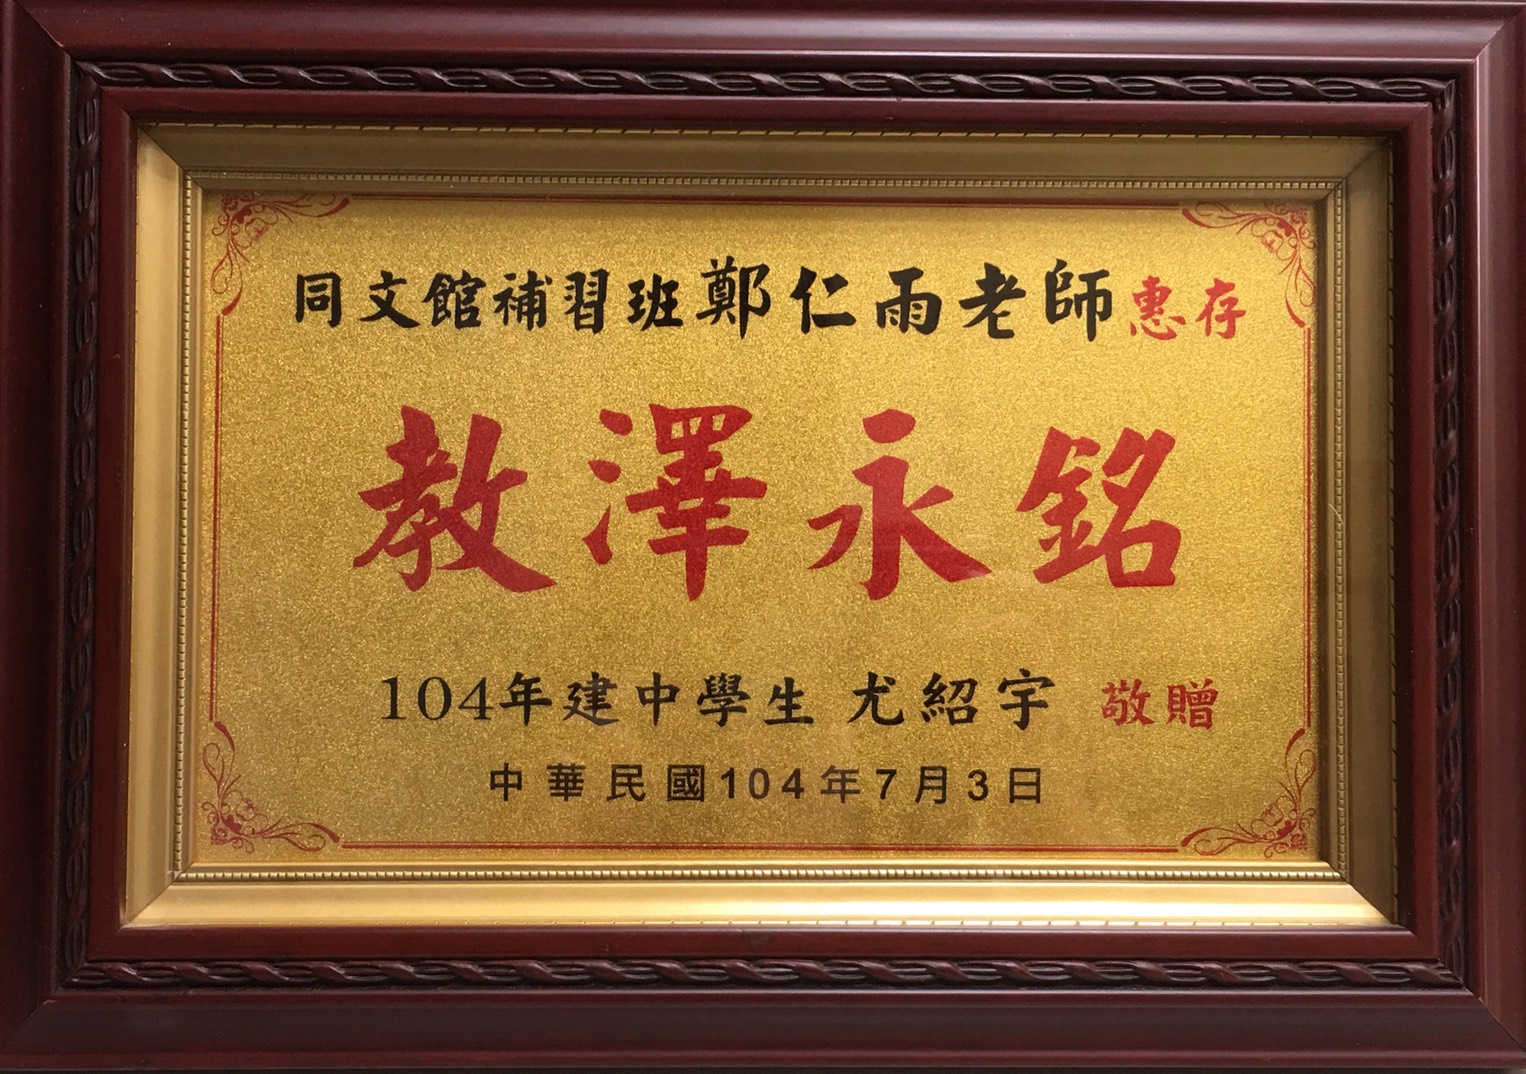 同文館補習班鄭仁雨老師惠存
教澤永銘
104年建中學生 尤紹宇 敬贈
中華民國104年7月3日